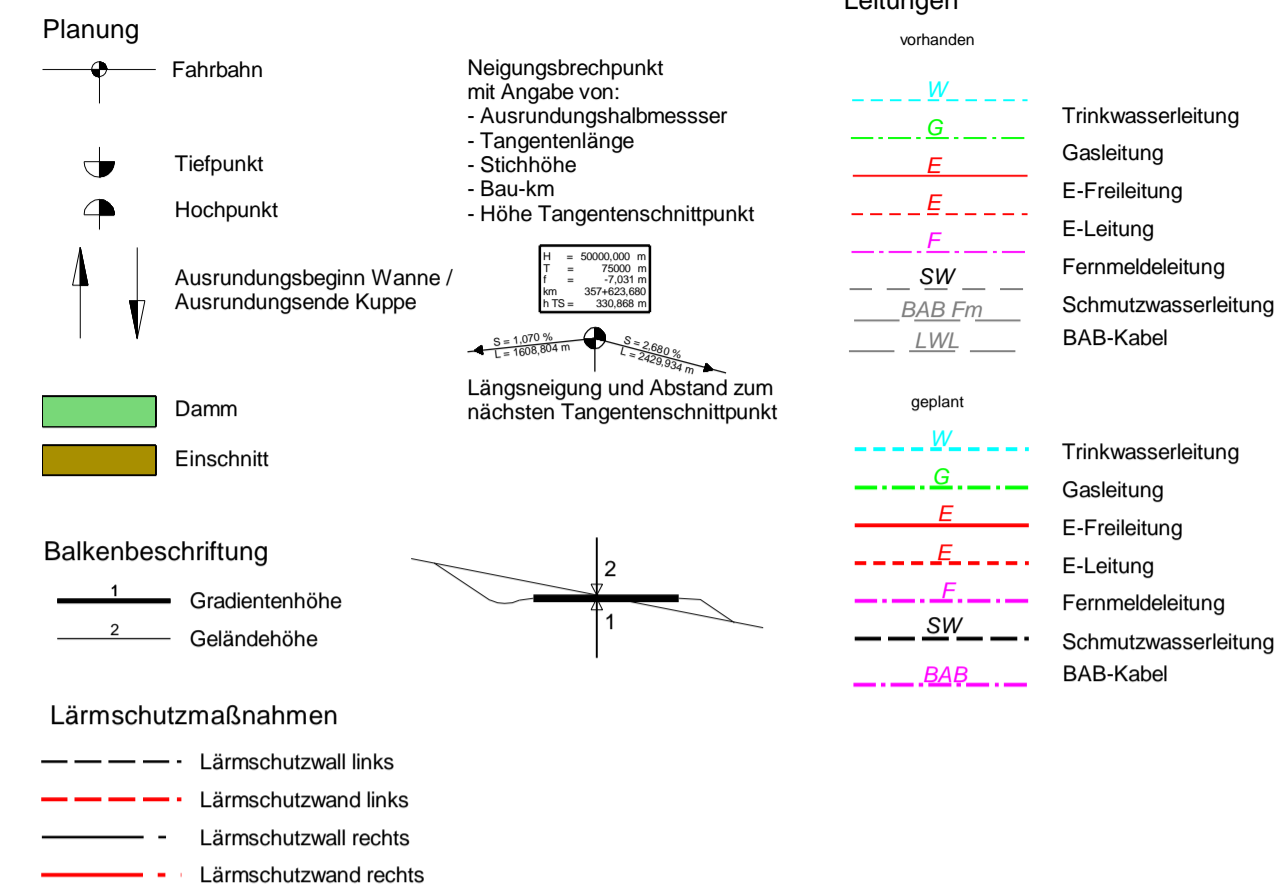 Planung
Fahrbahn
Tiefpunkt
Hochpunkt
Ausrundungsbeginn Wanne /
Ausrundungsende Kuppe
Damm
Einschnitt
Neigungsbrechpunkt
mit Angabe von:
- Ausrundungshalbmessser
- Tangentenlänge
- Stichhöhe
- Bau-km
- Höhe Tangentenschnittpunkt
H = 50000,000 m
T = 75000 m
f = -7,031 m
km 357+623,680
h TS = 330,868 m
S = 1,070 %
L = 1608,804 m
S = 2,680 %
L = 2429,934 m
Längsneigung und Abstand zum
nächsten Tangentenschnittpunkt
Balkenbeschriftung
1
Gradientenhöhe
2
Geländehöhe
2
1
Lärmschutzmaßnahmen
Lärmschutzwall links
Lärmschutzwand links
Lärmschutzwall rechts
Lärmschutzwand rechts
Leitungen
vorhanden
W
Trinkwasserleitung
G
Gasleitung
E
E-Freileitung
E
E-Leitung
F
Fernmeldeleitung
SW
Schmutzwasserleitung
BAB Fm
BAB-Kabel
LWL
geplant
W
Trinkwasserleitung
G
Gasleitung
E
E-Freileitung
E
E-Leitung
F
Fernmeldeleitung
SW
Schmutzwasserleitung
BAB
BAB-Kabel